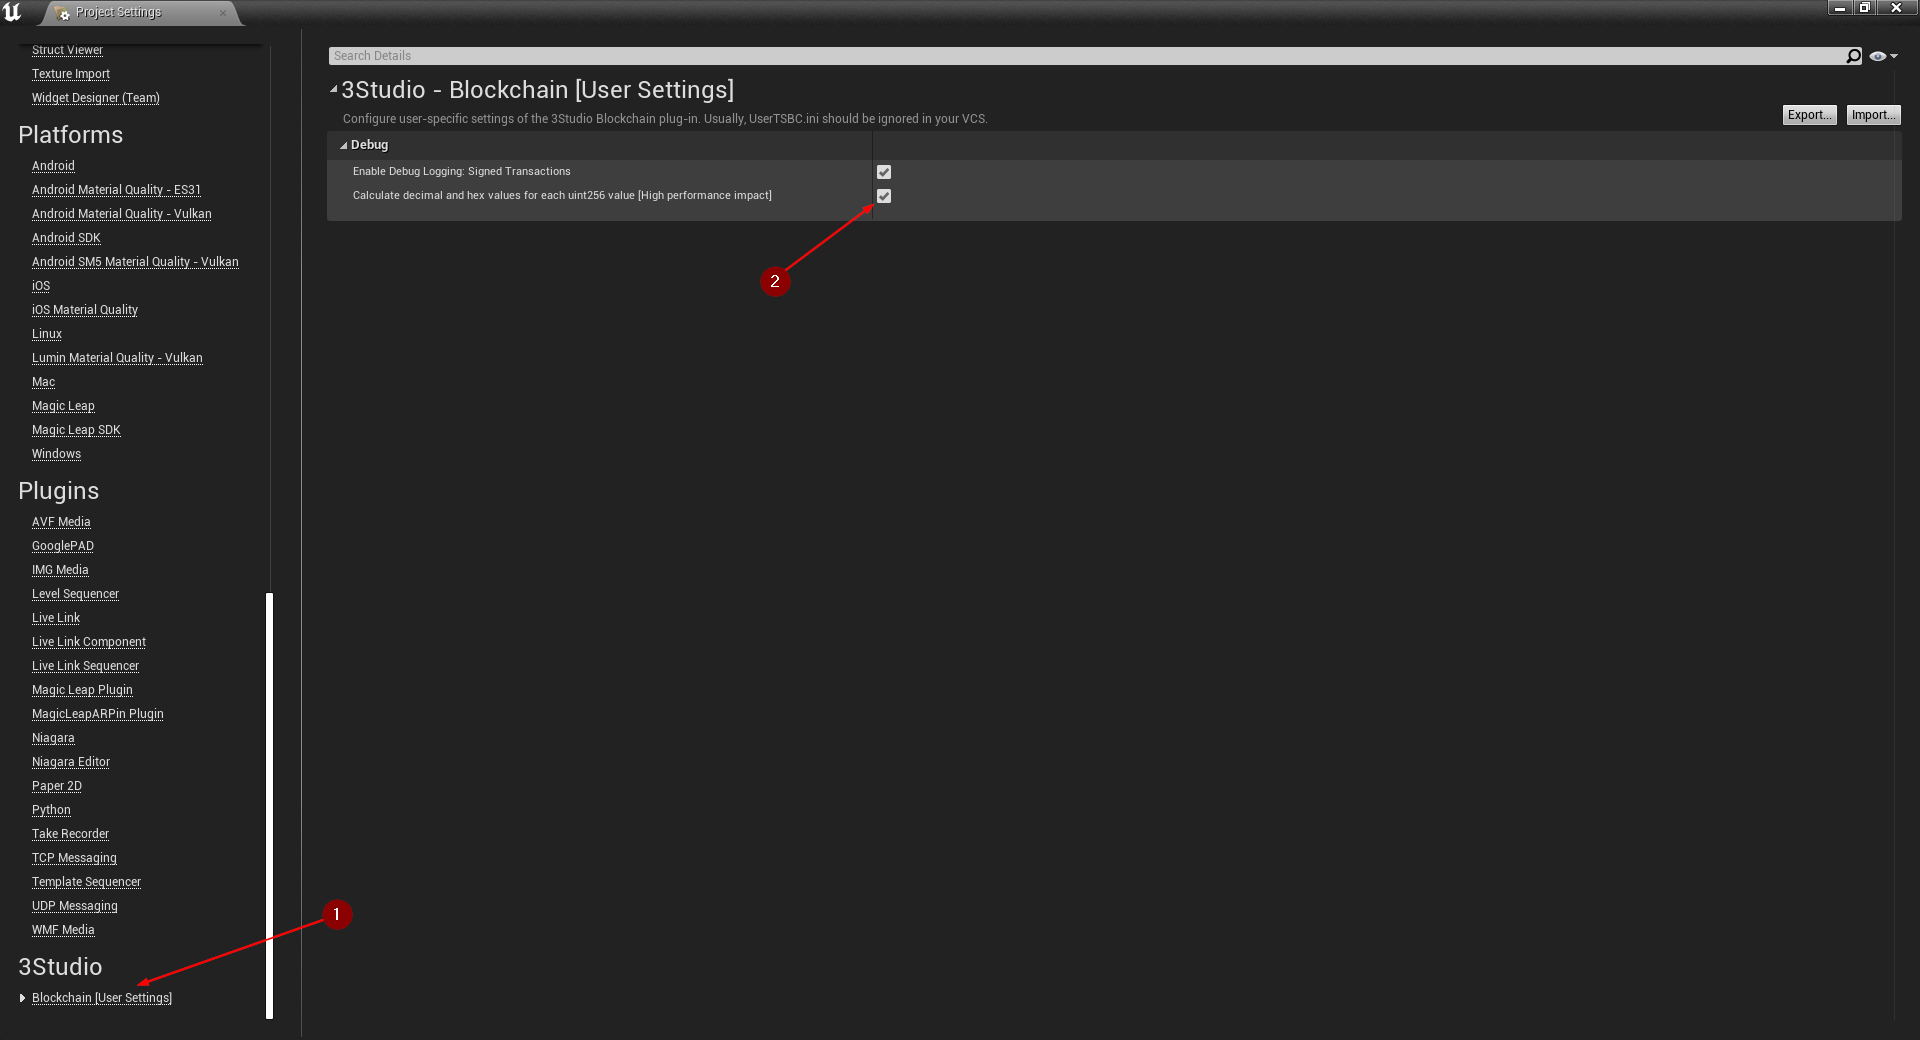 Project Settings
Struct Viewer
Texture Import
Widget Designer (Team)
Platforms
Android
Android Material Quality - ES31
Android Material Quality - Vulkan
Android SDK
Android SM5 Material Quality - Vulkan
iOS
iOS Material Quality
Linux
Lumin Material Quality - Vulkan
Mac
Magic Leap
Magic Leap SDK
Windows
Plugins
AVF Media
GooglePAD
IMG Media
Level Sequencer
Live Link
Live Link Component
Live Link Sequencer
Magic Leap Plugin
MagicLeapARPin Plugin
Niagara
Niagara Editor
Paper 2D
Python
Take Recorder
TCP Messaging
Template Sequencer
UDP Messaging
WMF Media
3Studio
Blockchain [User Settings]
1
Search Details
3Studio - Blockchain [User Settings]
Configure user-specific settings of the 3Studio Blockchain plug-in. Usually, UserTSBC.ini should be ignored in your VCS.
Export...
Import...
Debug
Enable Debug Logging: Signed Transactions
Calculate decimal and hex values for each uint256 value [High performance impact]
2